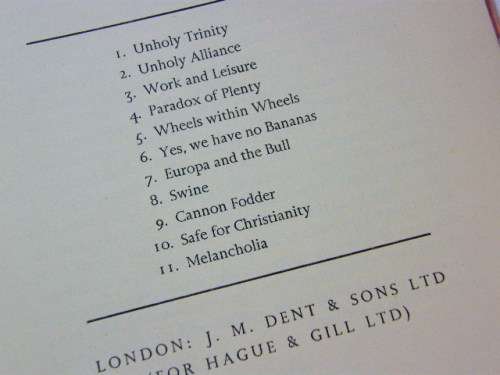 1. Unholy Trinity
2. Unholy Alliance
3. Work and Leisure
4. Paradox of Plenty
5. Wheels within Wheels
6. Yes, we have no Bananas
7. Europa and the Bull
8. Swine
9. Cannon Fodder
10. Safe for Christianity
11. Melancholia
LONDON: J. M. DENT & SONS LTD
(FOR HAGUE & GILL LTD)